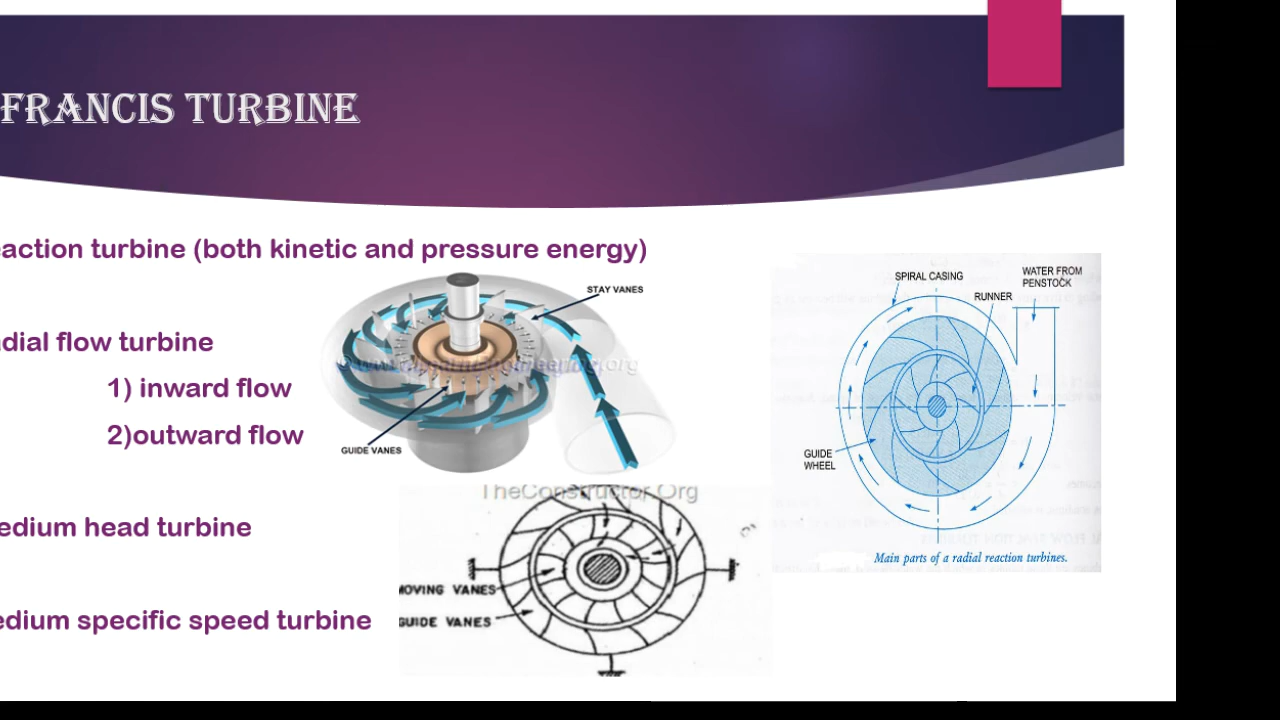 FRANCIS TURBINE
eaction turbine (both kinetic and pressure energy)
adial flow turbine
1) inward flow
2)outward flow
edium head turbine
edium specific speed turbine
STAY VANES
GUIDE VANES
TheConstructor.Org
MOVING VANES
GUIDE VANES
SPIRAL CASING
WATER FROM
PENSTOCK
RUNNER
GUIDE
WHEEL
Main parts of a radial reaction turbines.